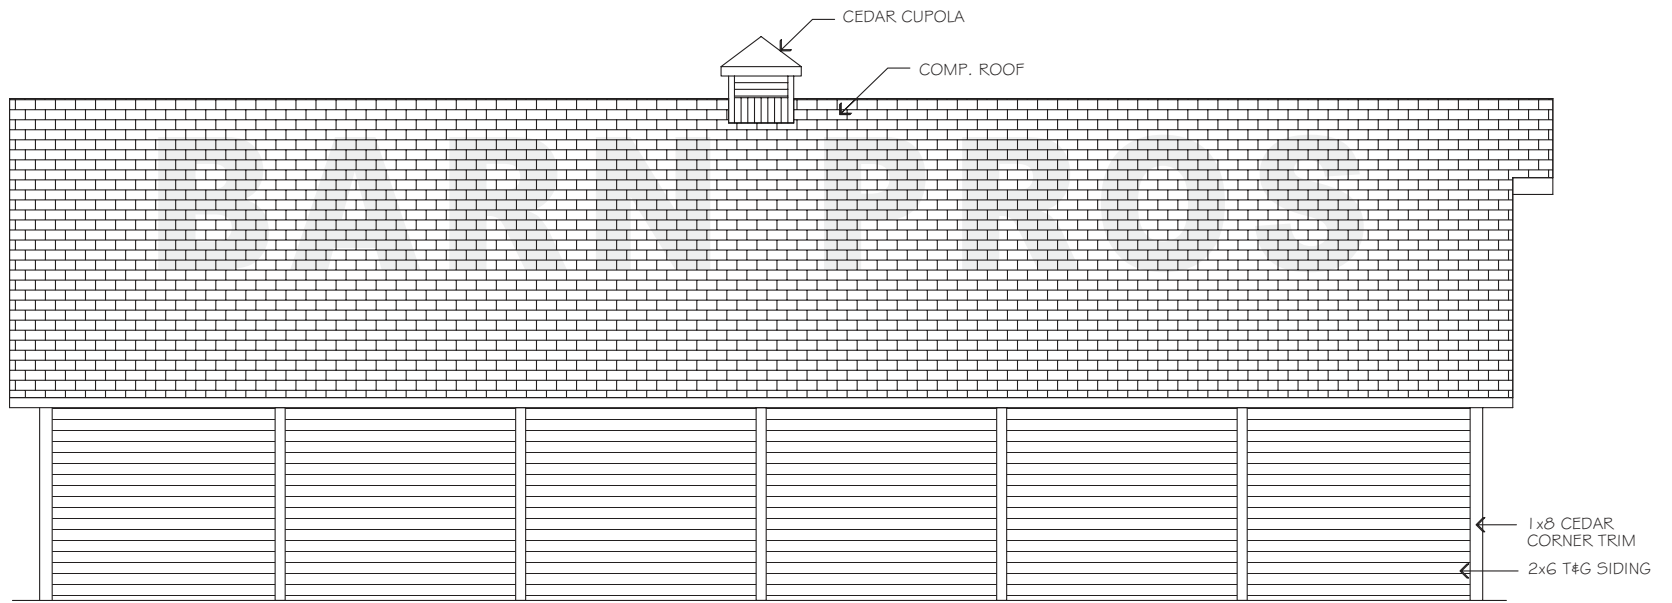 CEDAR CUPOLA
COMP. ROOF
BARN PROS
1x8 CEDAR
CORNER TRIM
2x6 T&G SIDING